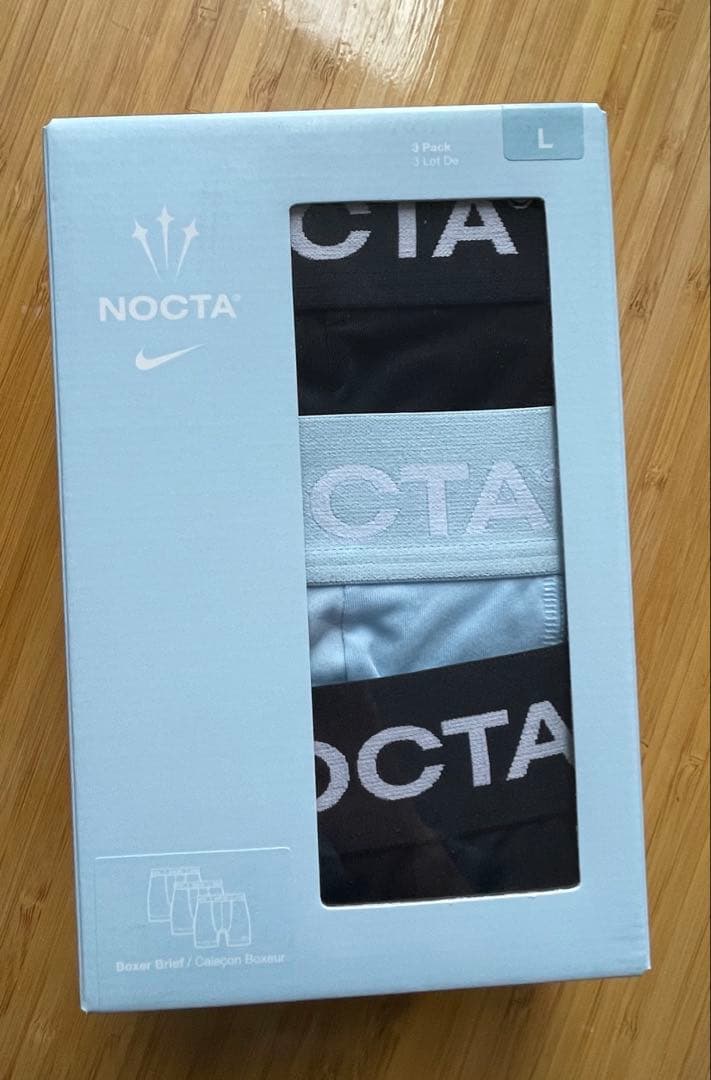 3 Pack
3 Lot De
L
NOCTA®
CTA
CTA
OCTA
Boxer Brief / Caleçon Boxeur